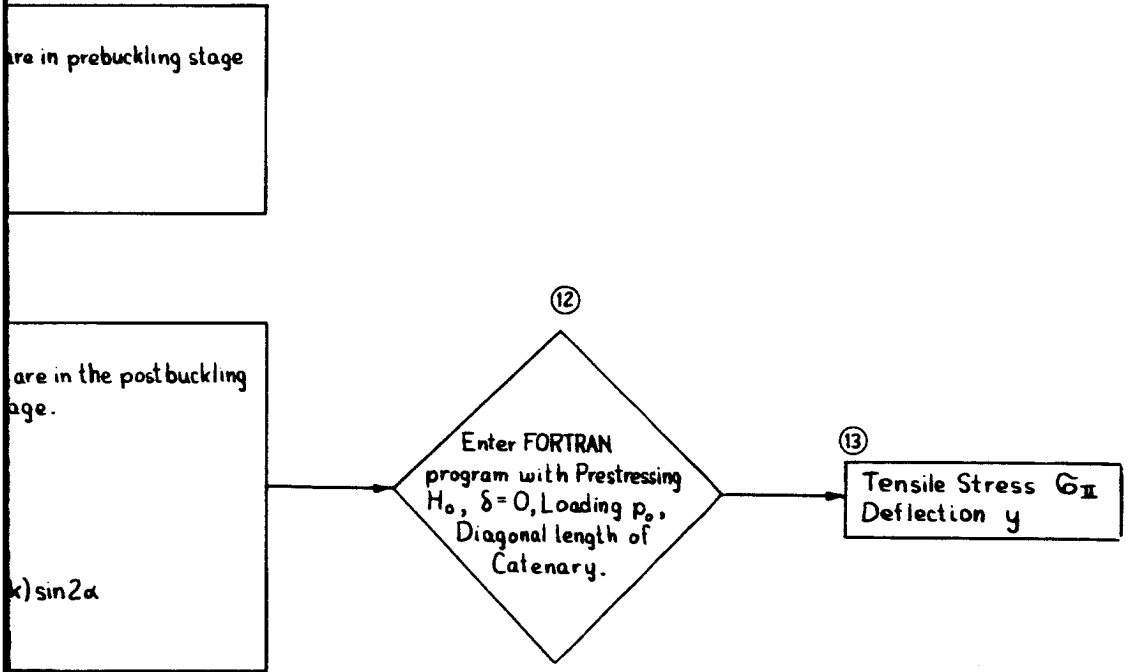 are in prebuckling stage
⑫
are in the postbuckling
age.
Enter FORTRAN
program with Prestressing
H₀, δ=0, Loading p₀,
Diagonal length of
Catenary.
⑬
Tensile Stress σ_II
Deflection y
) sin2α